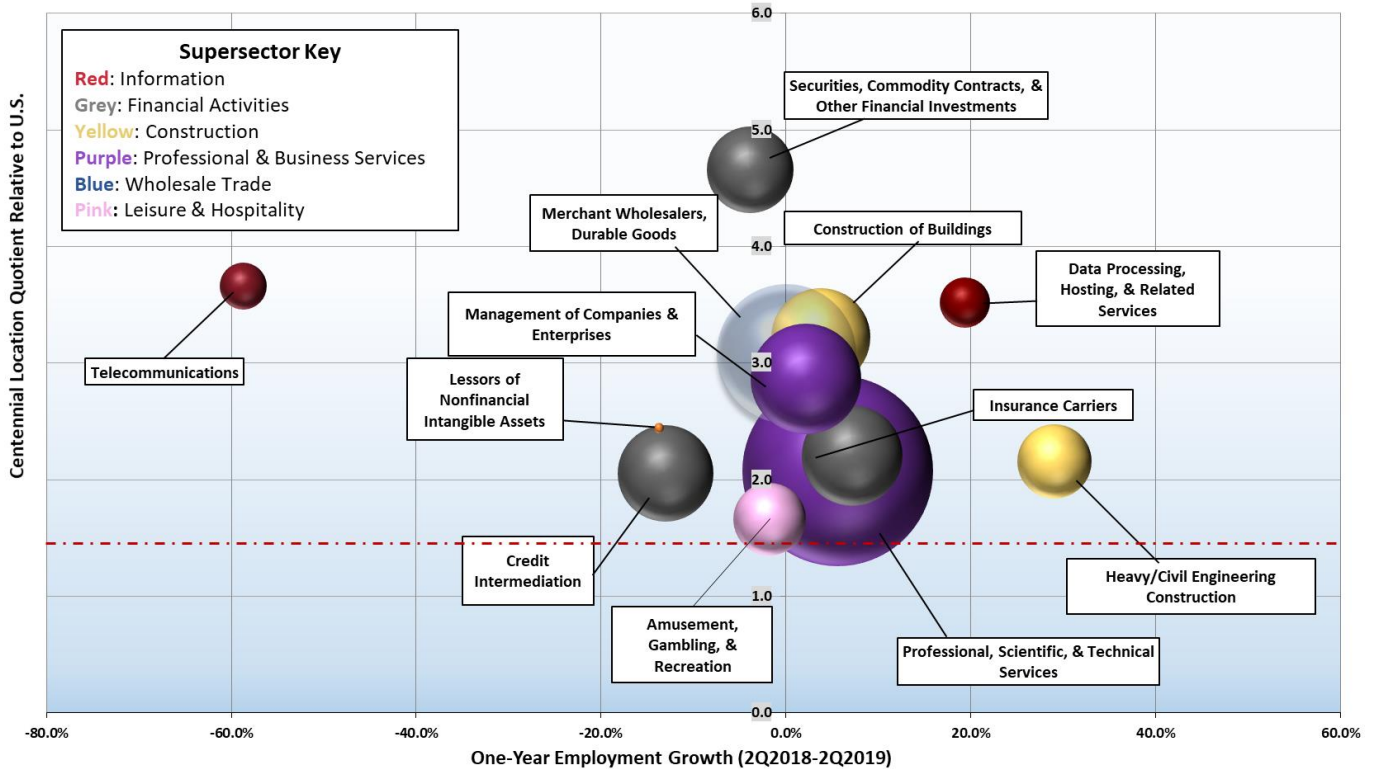 Centennial Location Quotient Relative to U.S.
6.0
5.0
4.0
3.0
2.0
1.0
0.0
Supersector Key
Red: Information
Grey: Financial Activities
Yellow: Construction
Purple: Professional & Business Services
Blue: Wholesale Trade
Pink: Leisure & Hospitality
Securities, Commodity Contracts, &
Other Financial Investments
Merchant Wholesalers,
Durable Goods
Construction of Buildings
Data Processing,
Hosting, & Related
Services
Management of Companies &
Enterprises
Telecommunications
Lessors of
Nonfinancial
Intangible Assets
Insurance Carriers
Credit
Intermediation
Heavy/Civil Engineering
Construction
Amusement,
Gambling, &
Recreation
Professional, Scientific, & Technical
Services
-80.0%
-60.0%
-40.0%
-20.0%
0.0%
20.0%
40.0%
60.0%
One-Year Employment Growth (2Q2018-2Q2019)